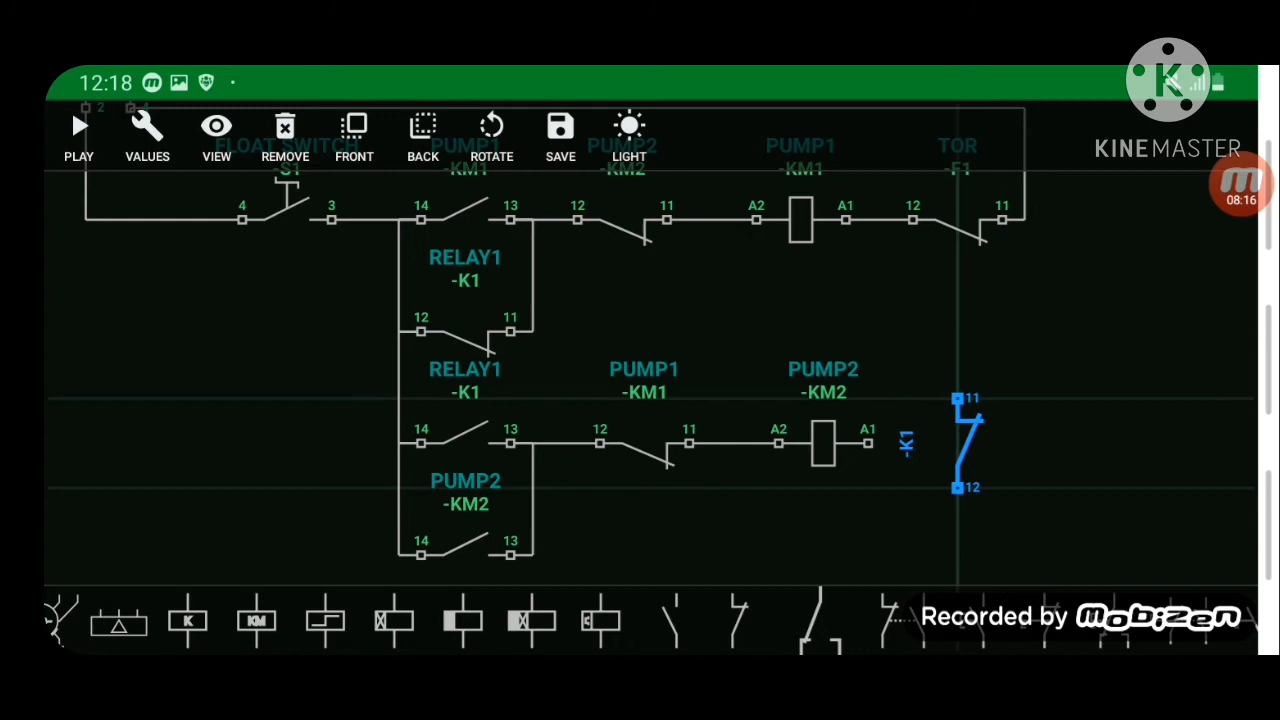 12:18
K
KINEMASTER
08:16
2 4
PLAY VALUES VIEW REMOVE FRONT BACK ROTATE SAVE LIGHT
FLOAT SWITCH PUMP1 PUMP2 PUMP1 TOR
-S1 -KM1 -KM2 -KM1 -F1
4 3 14 13 12 11 A2 A1 12 11
RELAY1
-K1
12 11
RELAY1 PUMP1 PUMP2
-K1 -KM1 -KM2
14 13 12 11 A2 A1 -K1 11 12
PUMP2
-KM2
14 13
K KM
Recorded by Mobizen